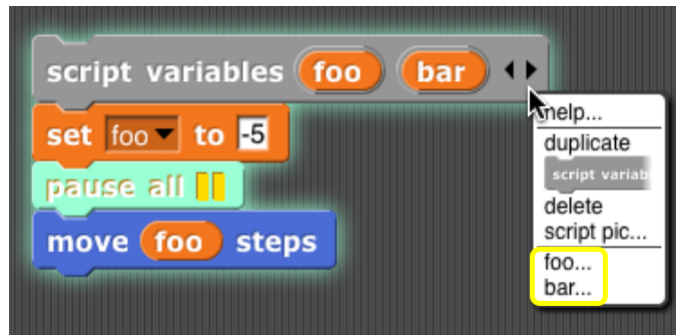 script variables foo bar
set foo to -5
pause all
move foo steps
help...
duplicate
script variab
delete
script pic...
foo...
bar...